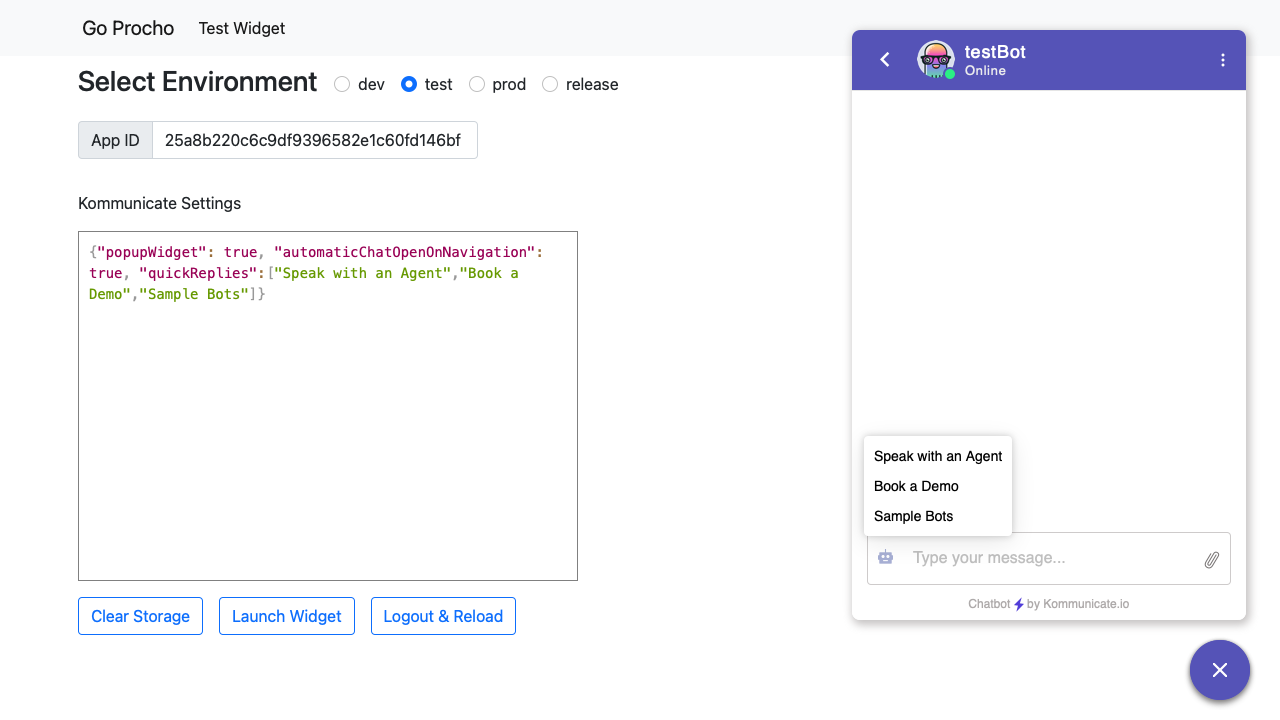 Go Procho Test Widget
Select Environment dev test prod release
App ID 25a8b220c6c9df9396582e1c60fd146bf
Kommunicate Settings
{"popupWidget": true, "automaticChatOpenOnNavigation":
true, "quickReplies":["Speak with an Agent","Book a
Demo","Sample Bots"]}
Clear Storage Launch Widget Logout & Reload
testBot
Online
Speak with an Agent
Book a Demo
Sample Bots
Type your message...
Chatbot by Kommunicate.io